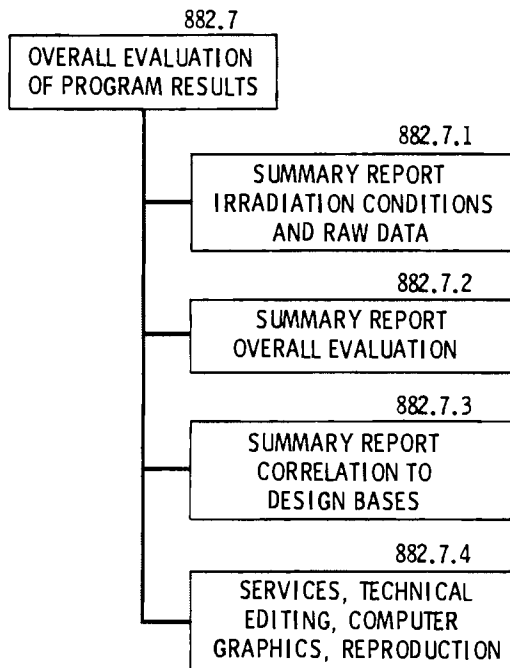 882.7
OVERALL EVALUATION
OF PROGRAM RESULTS
882.7.1
SUMMARY REPORT
IRRADIATION CONDITIONS
AND RAW DATA
882.7.2
SUMMARY REPORT
OVERALL EVALUATION
882.7.3
SUMMARY REPORT
CORRELATION TO
DESIGN BASES
882.7.4
SERVICES, TECHNICAL
EDITING, COMPUTER
GRAPHICS, REPRODUCTION